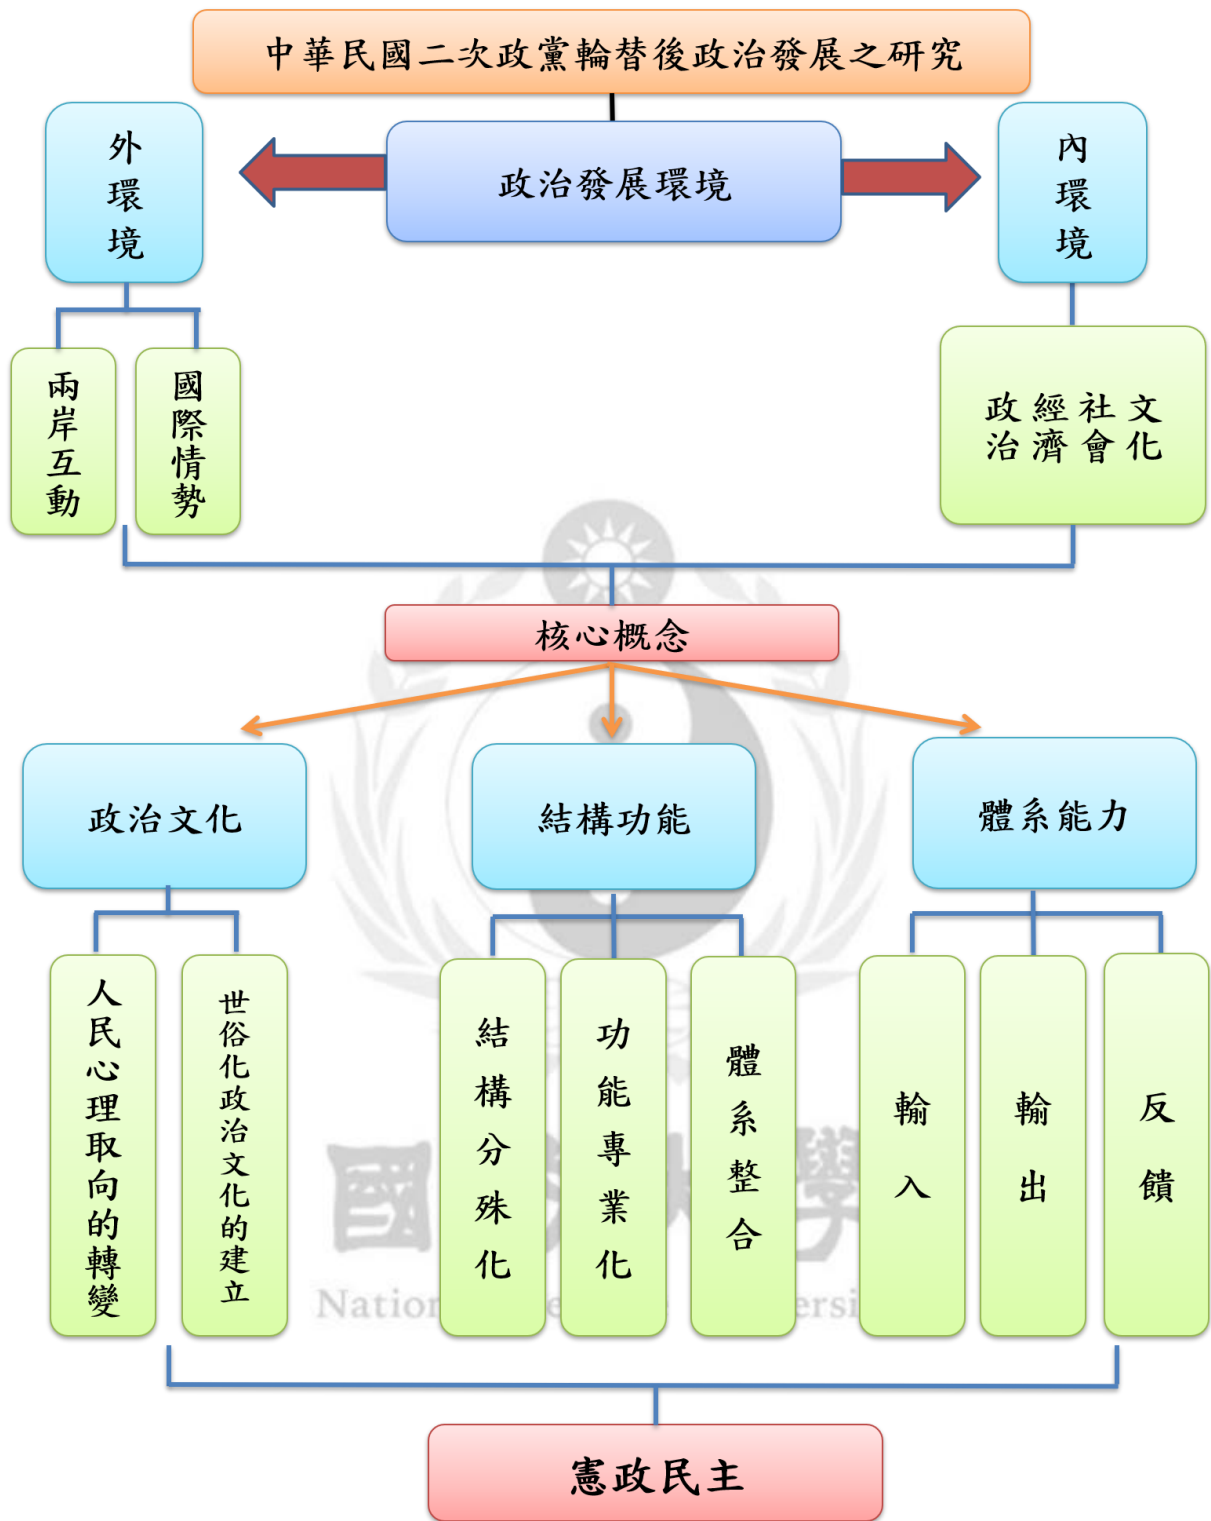 中華民國二次政黨輪替後政治發展之研究
外環境
政治發展環境
內環境
兩岸互動
國際情勢
政治
經濟
社會
文化
核心概念
政治文化
結構功能
體系能力
人民心理取向的轉變
世俗化政治文化的建立
結構分殊化
功能專業化
體系整合
輸入
輸出
反饋
憲政民主